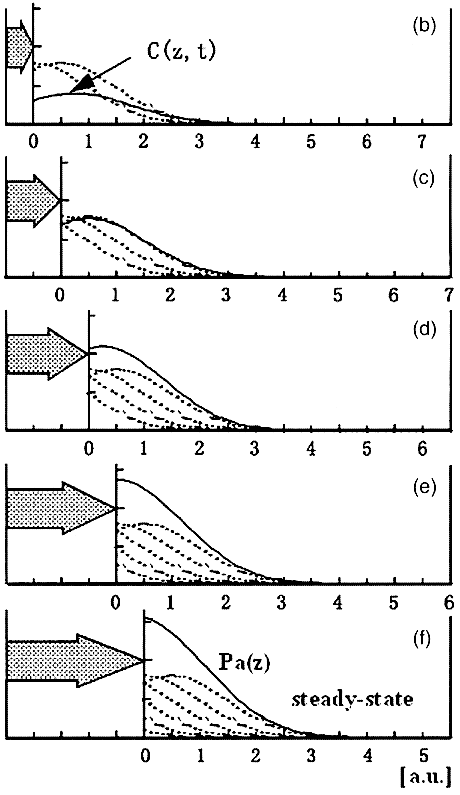 (b)
C(z, t)
0 1 2 3 4 5 6 7
(c)
0 1 2 3 4 5 6 7
(d)
0 1 2 3 4 5 6
(e)
0 1 2 3 4 5 6
(f)
Pa(z)
steady-state
0 1 2 3 4 5
[a.u.]